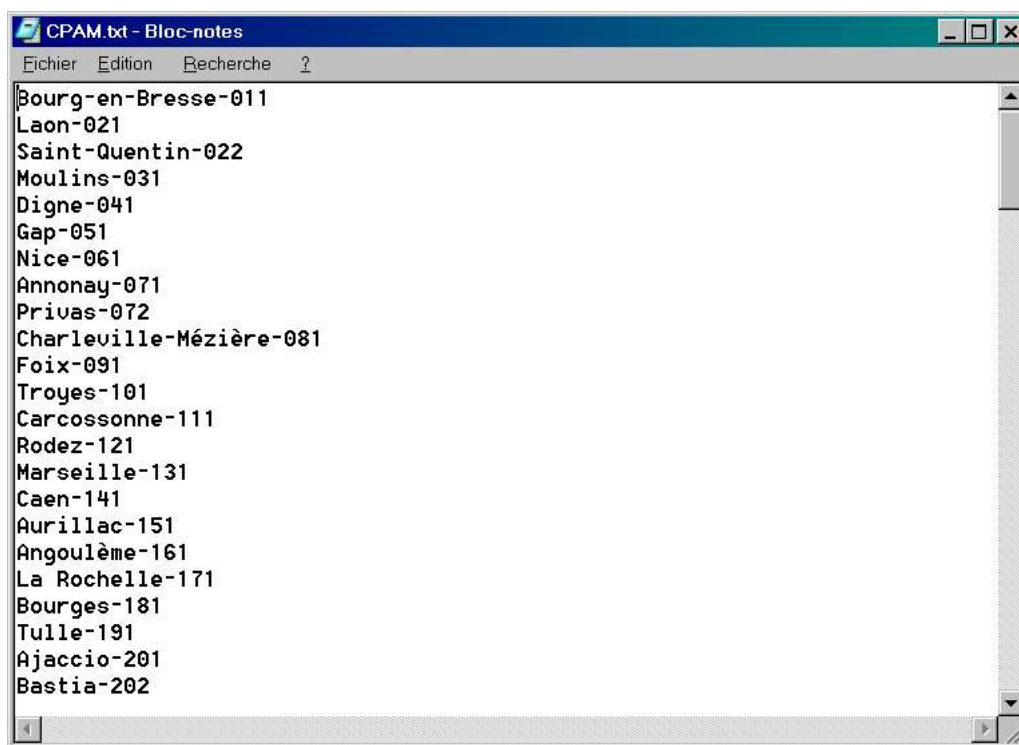 CPAM.txt - Bloc-notes
Fichier Edition Recherche ?
Bourg-en-Bresse-011
Laon-021
Saint-Quentin-022
Moulins-031
Digne-041
Gap-051
Nice-061
Annonay-071
Privas-072
Charleville-Mézière-081
Foix-091
Troyes-101
Carcossonne-111
Rodez-121
Marseille-131
Caen-141
Aurillac-151
Angoulème-161
La Rochelle-171
Bourges-181
Tulle-191
Ajaccio-201
Bastia-202